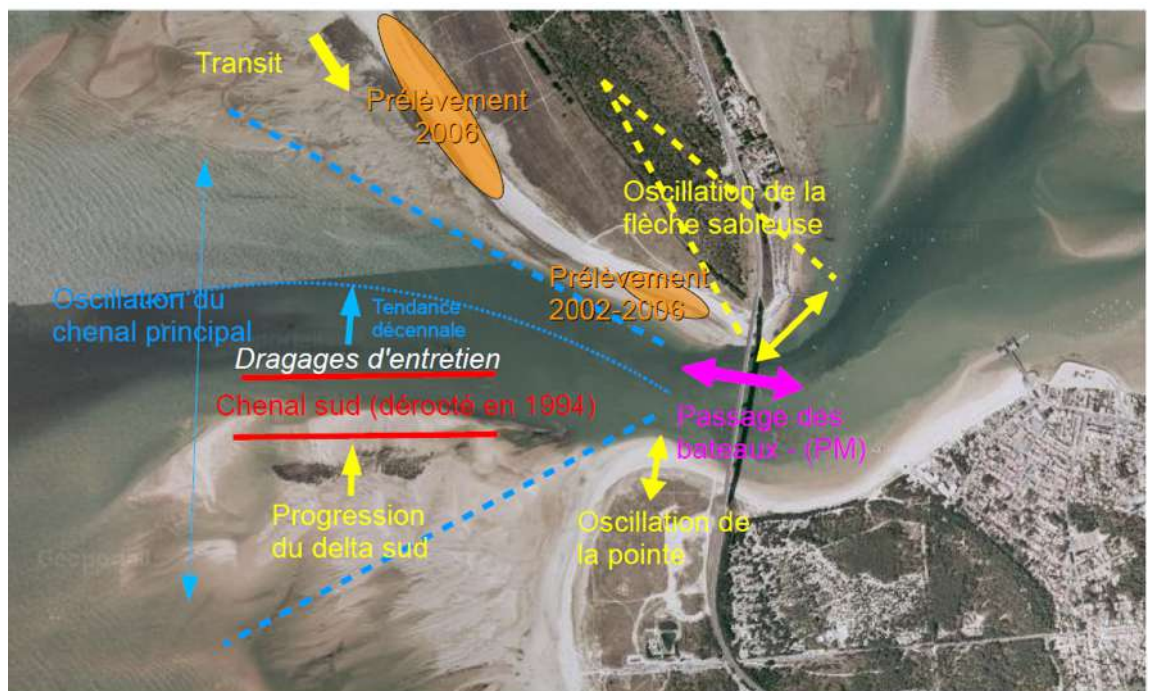 Transit
Prélèvement
2006
Oscillation de la
flèche sableuse
Prélèvement
2002-2006
Oscillation du
chenal principal
Tendance
décennale
Dragages d'entretien
Chenal sud (dérocté en 1994)
Passage des
bateaux - (PM)
Progression
du delta sud
Oscillation de
la pointe